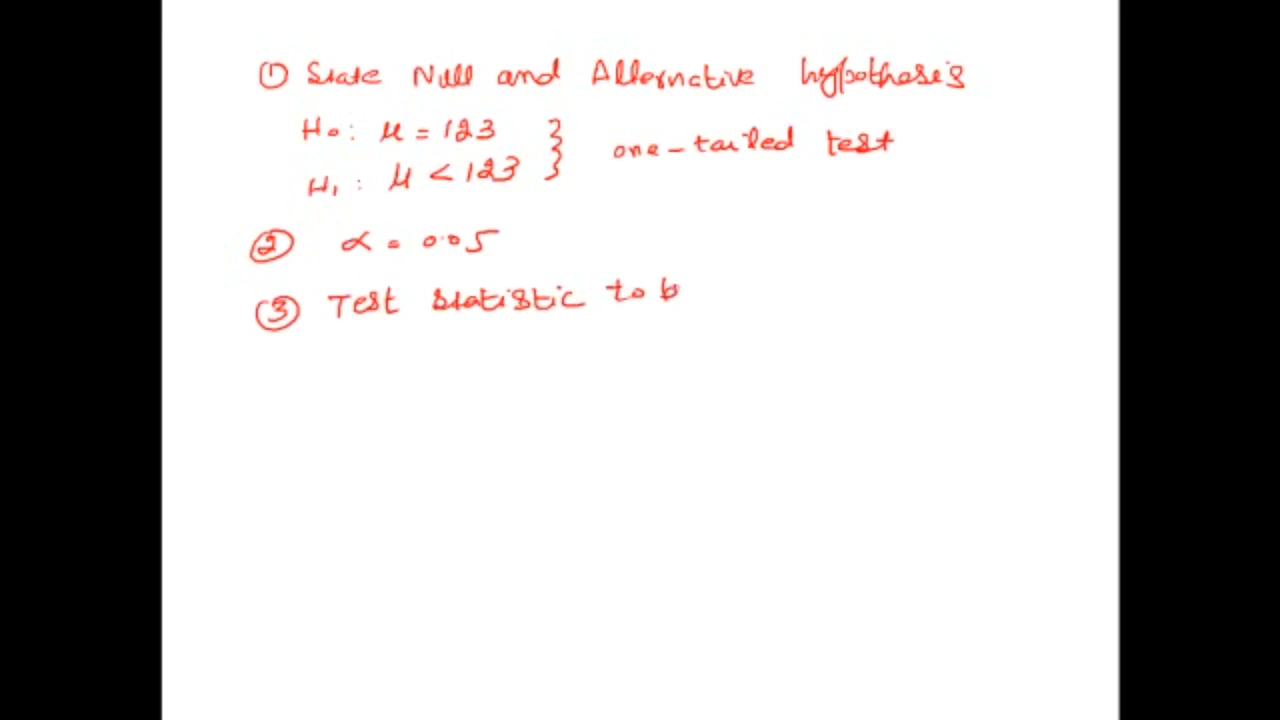 ① State Null and Alternative hypothesis
H₀: μ = 123 } one-tailed test
H₁: μ < 123
② α = 0.05
③ Test statistic to b